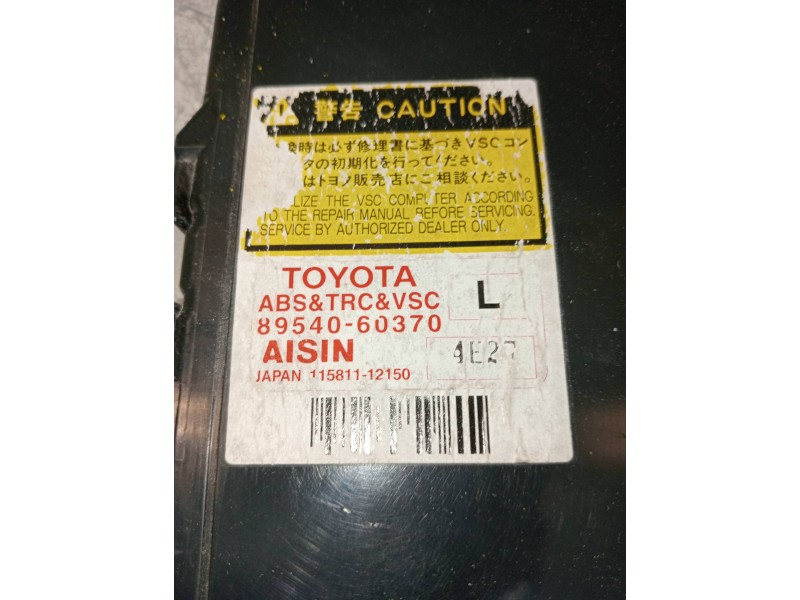 警告 CAUTION
換時は必ず修理書に基づきVSCコン
タの初期化を行ってください。
はトヨタ販売店にご相談ください。
THE VSC COMPUTER ACCORDING
TO THE REPAIR MANUAL BEFORE SERVICING.
SERVICE BY AUTHORIZED DEALER ONLY.
TOYOTA
ABS&TRC&VSC
L
89540-60370
AISIN
4E27
JAPAN 115811-12150